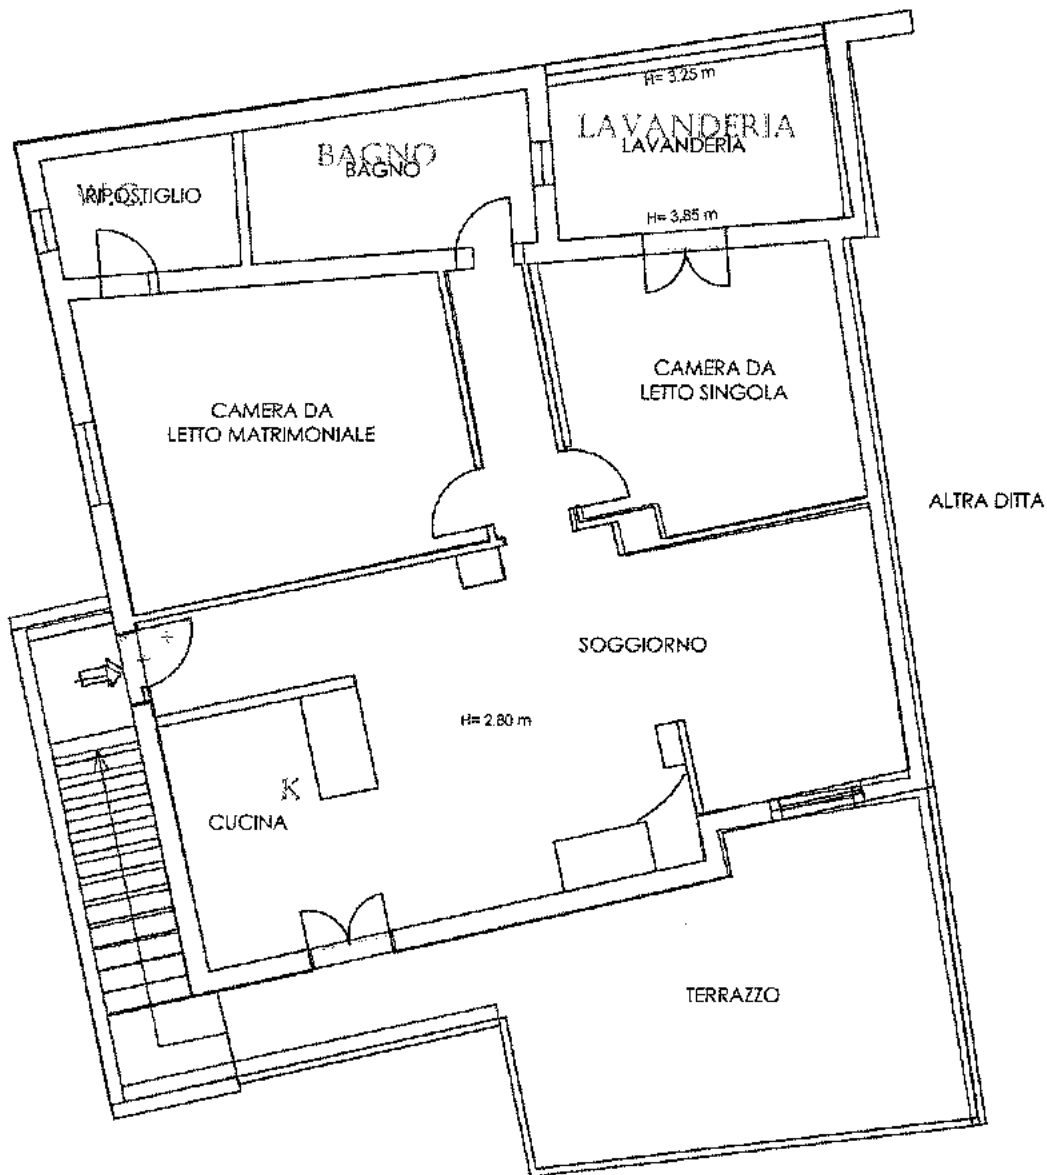 H= 3.25 m
LAVANDERIA
LAVANDERIA
BAGNO
BAGNO
W.C.
RIPOSTIGLIO
H= 3,85 m
CAMERA DA
LETTO SINGOLA
CAMERA DA
LETTO MATRIMONIALE
ALTRA DITTA
SOGGIORNO
H= 2.80 m
K
CUCINA
TERRAZZO